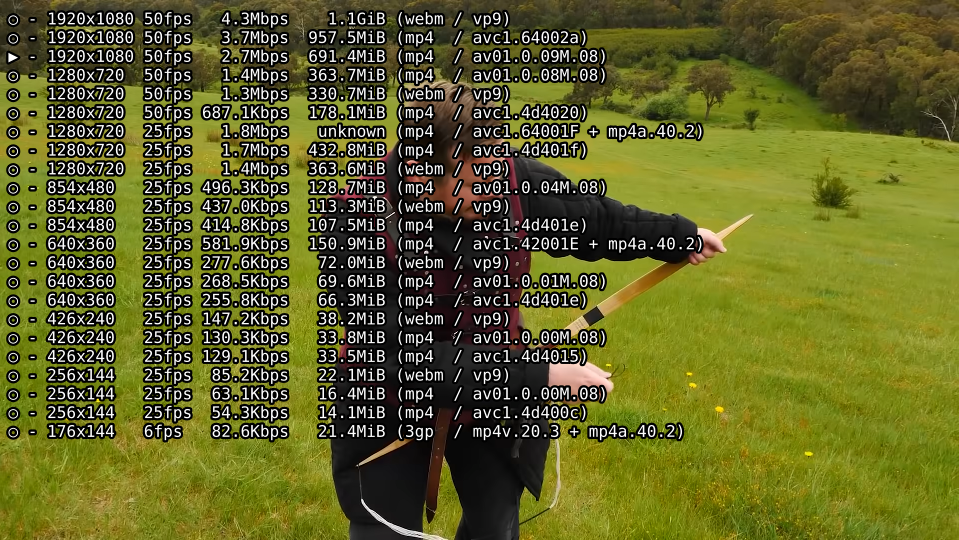 ○ - 1920x1080 50fps 4.3Mbps 1.1GiB (webm / vp9)
○ - 1920x1080 50fps 3.7Mbps 957.5MiB (mp4 / avc1.64002a)
▶ - 1920x1080 50fps 2.7Mbps 691.4MiB (mp4 / av01.0.09M.08)
○ - 1280x720 50fps 1.4Mbps 363.7MiB (mp4 / av01.0.08M.08)
○ - 1280x720 50fps 1.3Mbps 330.7MiB (webm / vp9)
○ - 1280x720 50fps 687.1Kbps 178.1MiB (mp4 / avc1.4d4020)
○ - 1280x720 25fps 1.8Mbps unknown (mp4 / avc1.64001F + mp4a.40.2)
○ - 1280x720 25fps 1.7Mbps 432.8MiB (mp4 / avc1.4d401f)
○ - 1280x720 25fps 1.4Mbps 363.6MiB (webm / vp9)
○ - 854x480 25fps 496.3Kbps 128.7MiB (mp4 / av01.0.04M.08)
○ - 854x480 25fps 437.0Kbps 113.3MiB (webm / vp9)
○ - 854x480 25fps 414.8Kbps 107.5MiB (mp4 / avc1.4d401e)
○ - 640x360 25fps 581.9Kbps 150.9MiB (mp4 / avc1.42001E + mp4a.40.2)
○ - 640x360 25fps 277.6Kbps 72.0MiB (webm / vp9)
○ - 640x360 25fps 268.5Kbps 69.6MiB (mp4 / av01.0.01M.08)
○ - 640x360 25fps 255.8Kbps 66.3MiB (mp4 / avc1.4d401e)
○ - 426x240 25fps 147.2Kbps 38.2MiB (webm / vp9)
○ - 426x240 25fps 130.3Kbps 33.8MiB (mp4 / av01.0.00M.08)
○ - 426x240 25fps 129.1Kbps 33.5MiB (mp4 / avc1.4d4015)
○ - 256x144 25fps 85.2Kbps 22.1MiB (webm / vp9)
○ - 256x144 25fps 63.1Kbps 16.4MiB (mp4 / av01.0.00M.08)
○ - 256x144 25fps 54.3Kbps 14.1MiB (mp4 / avc1.4d400c)
○ - 176x144 6fps 82.6Kbps 21.4MiB (3gp / mp4v.20.3 + mp4a.40.2)